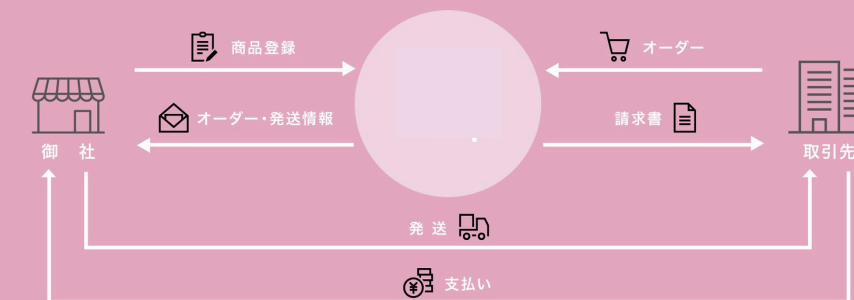 商品登録
オーダー
オーダー・発送情報
請求書
御 社
取引先
発 送
支払い